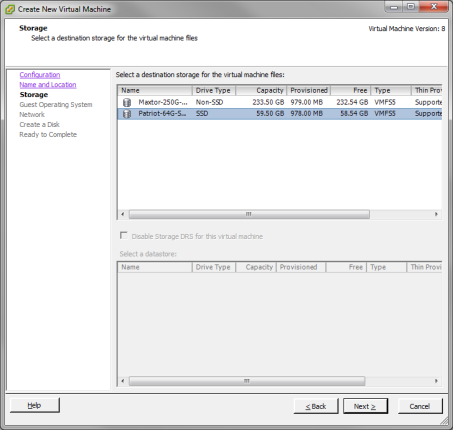 Create New Virtual Machine
Storage
Select a destination storage for the virtual machine files
Virtual Machine Version: 8
Configuration
Name and Location
Storage
Guest Operating System
Network
Create a Disk
Ready to Complete
Select a destination storage for the virtual machine files:
Name Drive Type Capacity Provisioned Free Type Thin Prov
Maxtor-250G-... Non-SSD 233.50 GB 979.00 MB 232.54 GB VMFS5 Supporte
Patriot-64G-S... SSD 59.50 GB 978.00 MB 58.54 GB VMFS5 Supporte
Disable Storage DRS for this virtual machine
Select a datastore:
Name Drive Type Capacity Provisioned Free Type Thin Provi
Help
≤ Back
Next ≥
Cancel